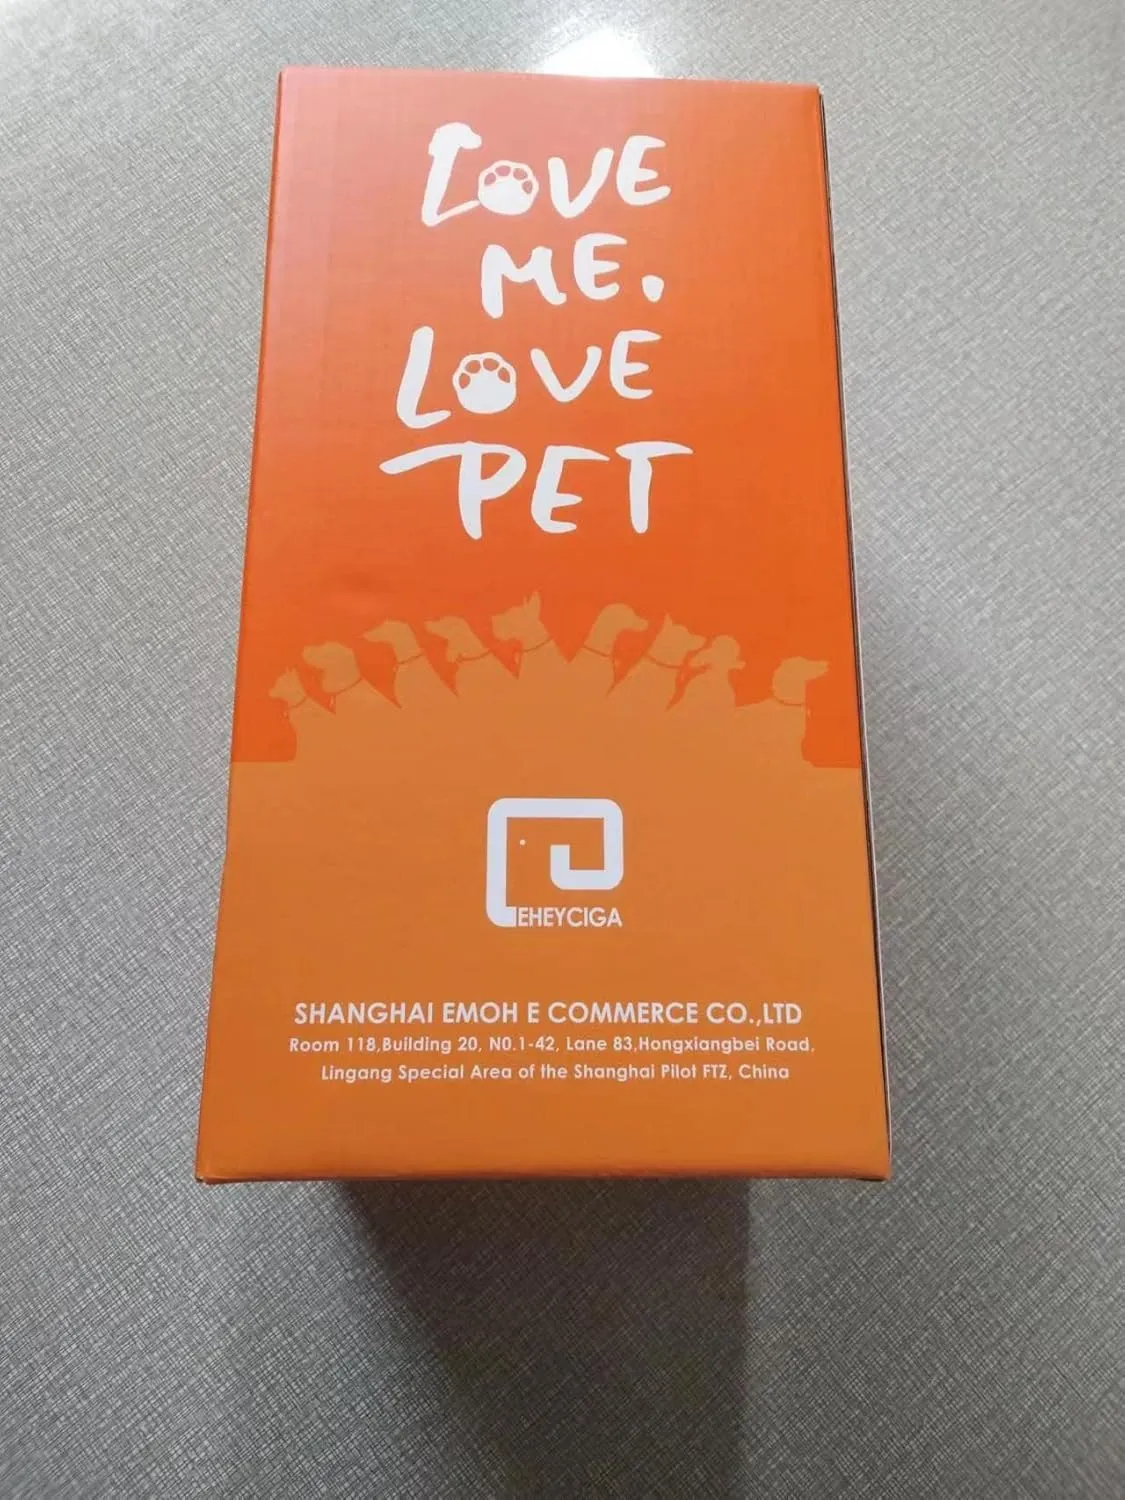 LOVE
ME.
LOVE
PET
EHEYCIGA
SHANGHAI EMOH E COMMERCE CO.,LTD
Room 118,Building 20, N0.1-42, Lane 83,Hongxiangbei Road,
Lingang Special Area of the Shanghai Pilot FTZ, China